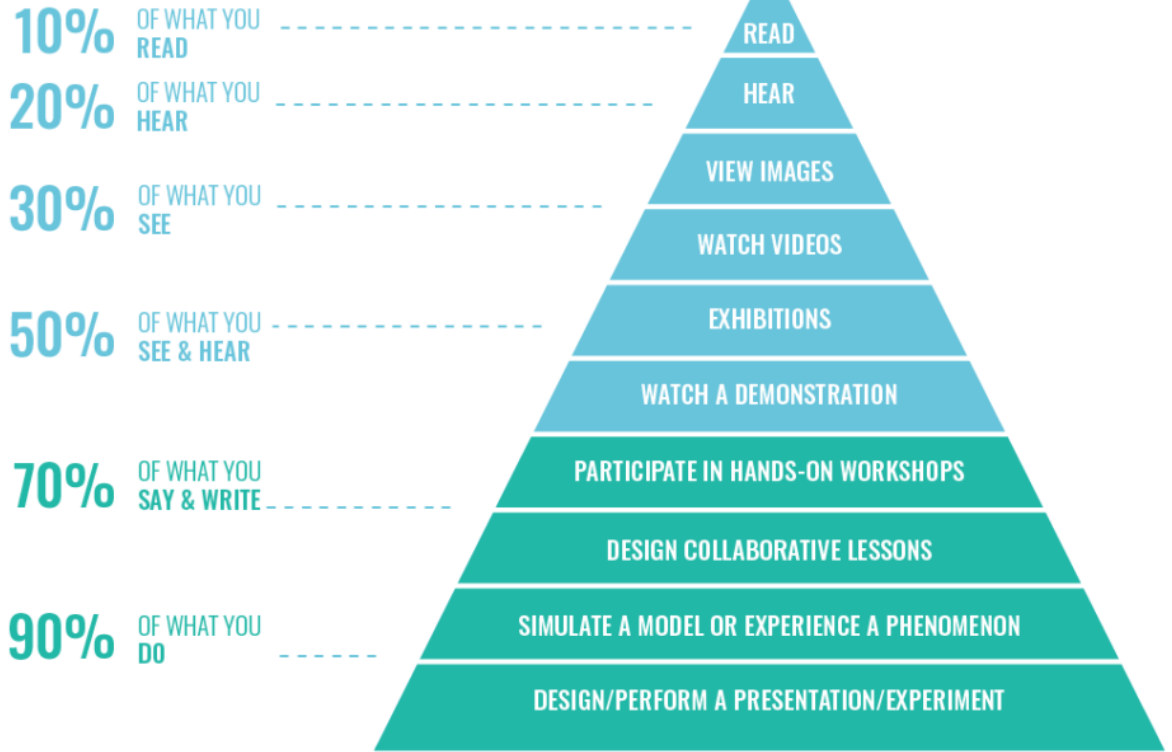 10% OF WHAT YOU
READ
20% OF WHAT YOU
HEAR
30% OF WHAT YOU
SEE
50% OF WHAT YOU
SEE & HEAR
70% OF WHAT YOU
SAY & WRITE
90% OF WHAT YOU
DO
READ
HEAR
VIEW IMAGES
WATCH VIDEOS
EXHIBITIONS
WATCH A DEMONSTRATION
PARTICIPATE IN HANDS-ON WORKSHOPS
DESIGN COLLABORATIVE LESSONS
SIMULATE A MODEL OR EXPERIENCE A PHENOMENON
DESIGN/PERFORM A PRESENTATION/EXPERIMENT